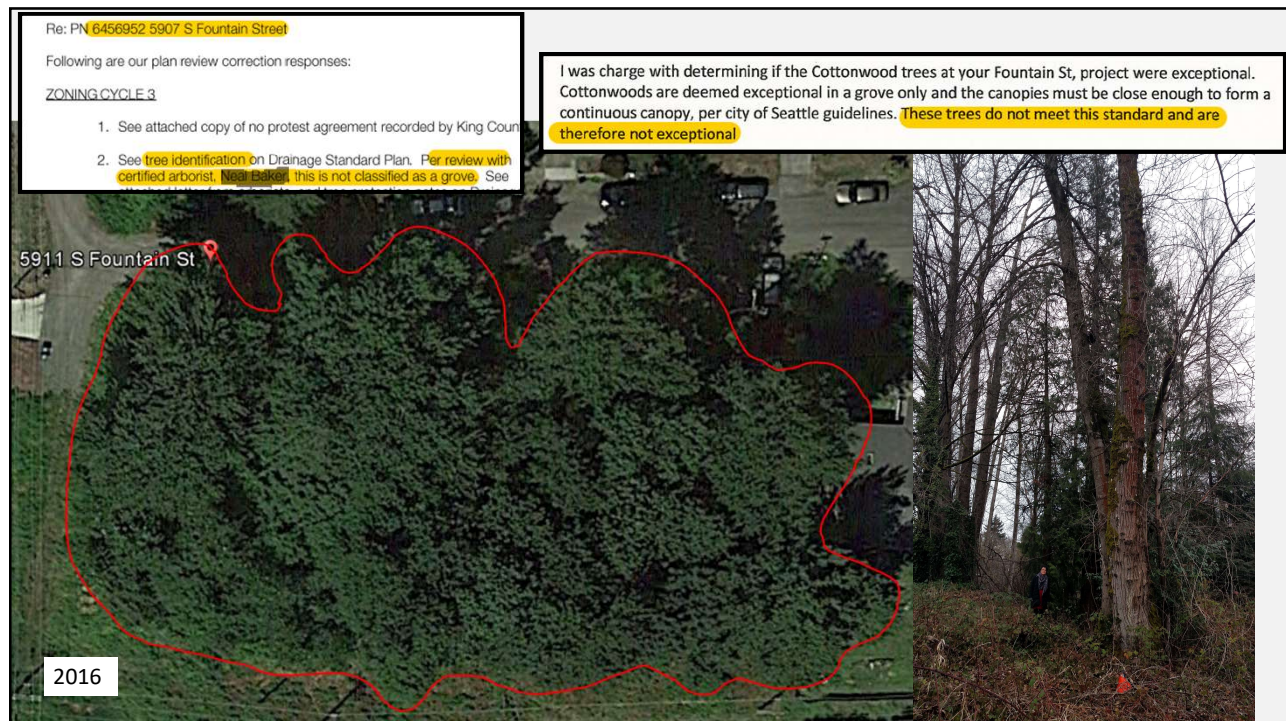 Re: PN 6456952 5907 S Fountain Street
Following are our plan review correction responses:
ZONING CYCLE 3
1. See attached copy of no protest agreement recorded by King Coun
2. See tree identification on Drainage Standard Plan. Per review with
certified arborist, Neal Baker, this is not classified as a grove. See
I was charge with determining if the Cottonwood trees at your Fountain St, project were exceptional.
Cottonwoods are deemed exceptional in a grove only and the canopies must be close enough to form a
continuous canopy, per city of Seattle guidelines. These trees do not meet this standard and are
therefore not exceptional
5911 S Fountain St
2016